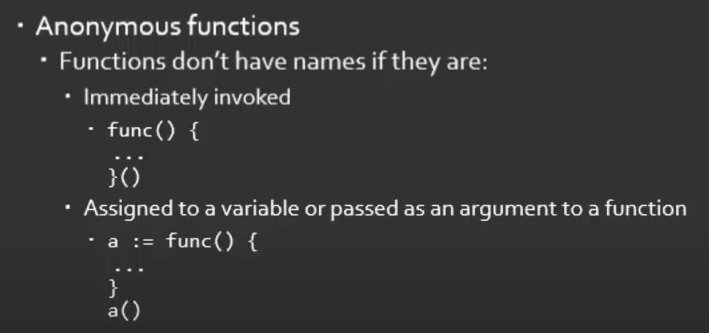 • Anonymous functions
• Functions don’t have names if they are:
• Immediately invoked
• func() {
...
}()
• Assigned to a variable or passed as an argument to a function
• a := func() {
...
}
a()